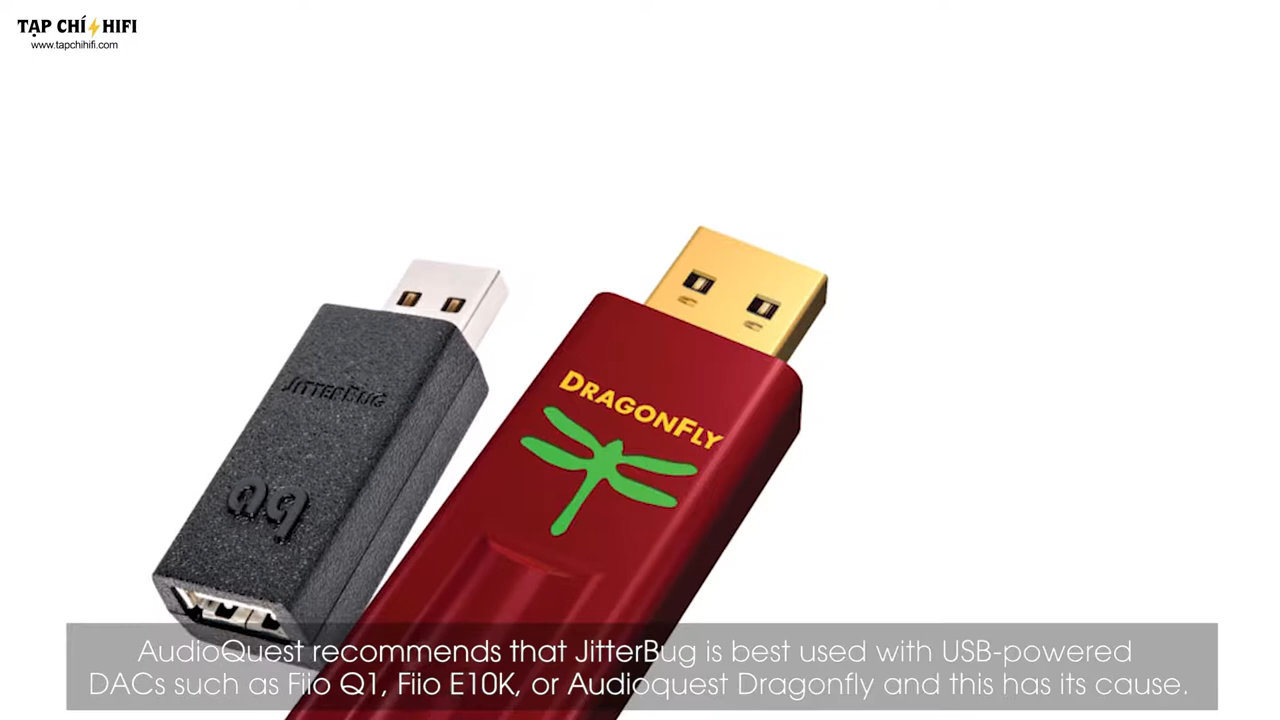 TẠP CHÍ HIFI
www.tapchihifi.com
DRAGONFLY
JITTERBUG
aq
AudioQuest recommends that JitterBug is best used with USB-powered
DACs such as Fiio Q1, Fiio E10K, or Audioquest Dragonfly and this has its cause.